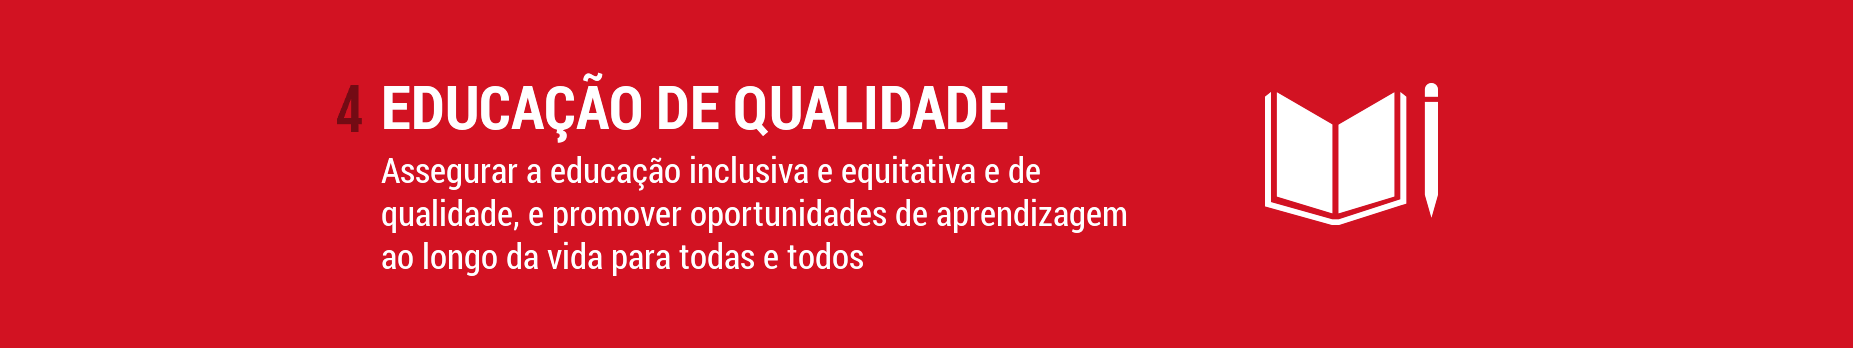 4 EDUCAÇÃO DE QUALIDADE
Assegurar a educação inclusiva e equitativa e de
qualidade, e promover oportunidades de aprendizagem
ao longo da vida para todas e todos